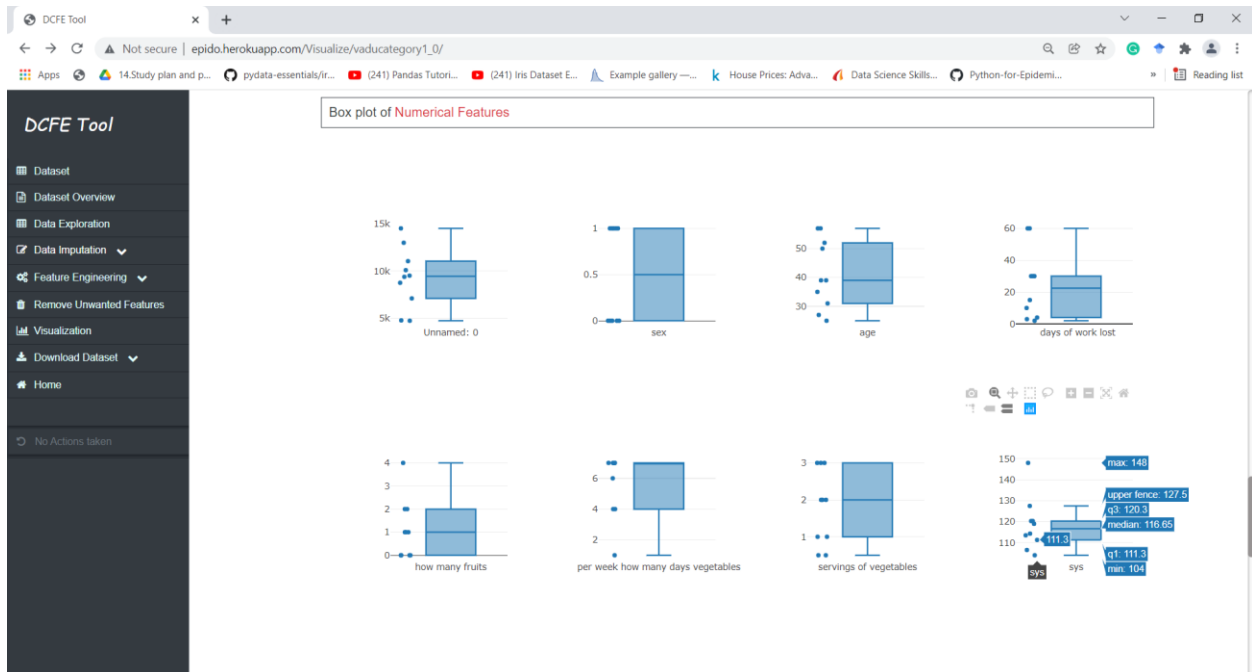 DCFE Tool
Not secure | epido.herokuapp.com/Visualize/vaducategory1_0/
Apps
14.Study plan and p...
pydata-essentials/ir...
(241) Pandas Tutori...
(241) Iris Dataset E...
Example gallery —...
House Prices: Adva...
Data Science Skills...
Python-for-Epidemi...
»
Reading list
DCFE Tool
Dataset
Dataset Overview
Data Exploration
Data Imputation
Feature Engineering
Remove Unwanted Features
Visualization
Download Dataset
Home
No Actions taken
Box plot of Numerical Features
15k
10k
5k
Unnamed: 0
1
0.5
0
sex
50
40
30
age
60
40
20
0
days of work lost
4
3
2
1
0
how many fruits
6
4
2
per week how many days vegetables
3
2
1
servings of vegetables
150
140
130
120
110
max: 148
upper fence: 127.5
q3: 120.3
median: 116.65
111.3
q1: 111.3
min: 104
sys
sys